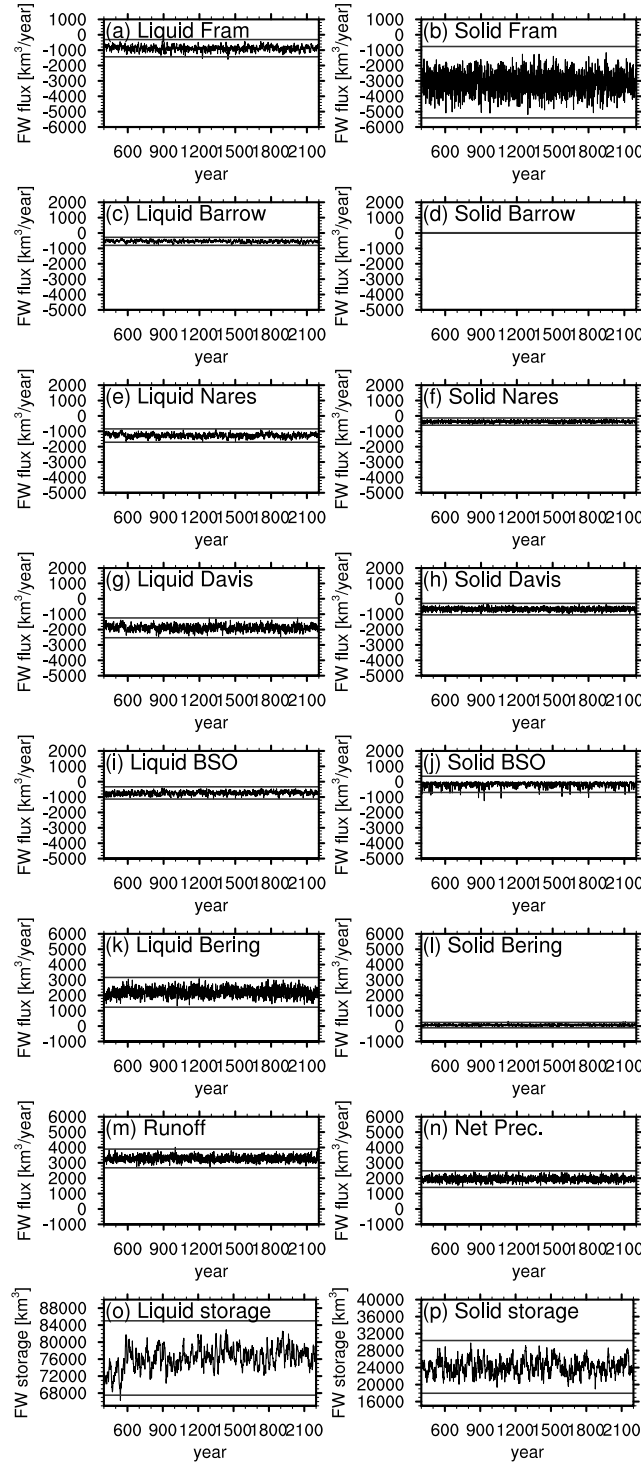 (a) Liquid Fram
FW flux [km³/year]
1000
0
-1000
-2000
-3000
-4000
-5000
-6000
600 900 1200 1500 1800 2100
year
(b) Solid Fram
FW flux [km³/year]
1000
0
-1000
-2000
-3000
-4000
-5000
-6000
600 900 1200 1500 1800 2100
year
(c) Liquid Barrow
FW flux [km³/year]
2000
1000
0
-1000
-2000
-3000
-4000
-5000
600 900 1200 1500 1800 2100
year
(d) Solid Barrow
FW flux [km³/year]
2000
1000
0
-1000
-2000
-3000
-4000
-5000
600 900 1200 1500 1800 2100
year
(e) Liquid Nares
FW flux [km³/year]
2000
1000
0
-1000
-2000
-3000
-4000
-5000
600 900 1200 1500 1800 2100
year
(f) Solid Nares
FW flux [km³/year]
2000
1000
0
-1000
-2000
-3000
-4000
-5000
600 900 1200 1500 1800 2100
year
(g) Liquid Davis
FW flux [km³/year]
2000
1000
0
-1000
-2000
-3000
-4000
-5000
600 900 1200 1500 1800 2100
year
(h) Solid Davis
FW flux [km³/year]
2000
1000
0
-1000
-2000
-3000
-4000
-5000
600 900 1200 1500 1800 2100
year
(i) Liquid BSO
FW flux [km³/year]
2000
1000
0
-1000
-2000
-3000
-4000
-5000
600 900 1200 1500 1800 2100
year
(j) Solid BSO
FW flux [km³/year]
2000
1000
0
-1000
-2000
-3000
-4000
-5000
600 900 1200 1500 1800 2100
year
(k) Liquid Bering
FW flux [km³/year]
6000
5000
4000
3000
2000
1000
0
-1000
600 900 1200 1500 1800 2100
year
(l) Solid Bering
FW flux [km³/year]
6000
5000
4000
3000
2000
1000
0
-1000
600 900 1200 1500 1800 2100
year
(m) Runoff
FW flux [km³/year]
6000
5000
4000
3000
2000
1000
0
-1000
600 900 1200 1500 1800 2100
year
(n) Net Prec.
FW flux [km³/year]
6000
5000
4000
3000
2000
1000
0
-1000
600 900 1200 1500 1800 2100
year
(o) Liquid storage
FW storage [km³]
88000
84000
80000
76000
72000
68000
600 900 1200 1500 1800 2100
year
(p) Solid storage
FW storage [km³]
40000
36000
32000
28000
24000
20000
16000
600 900 1200 1500 1800 2100
year